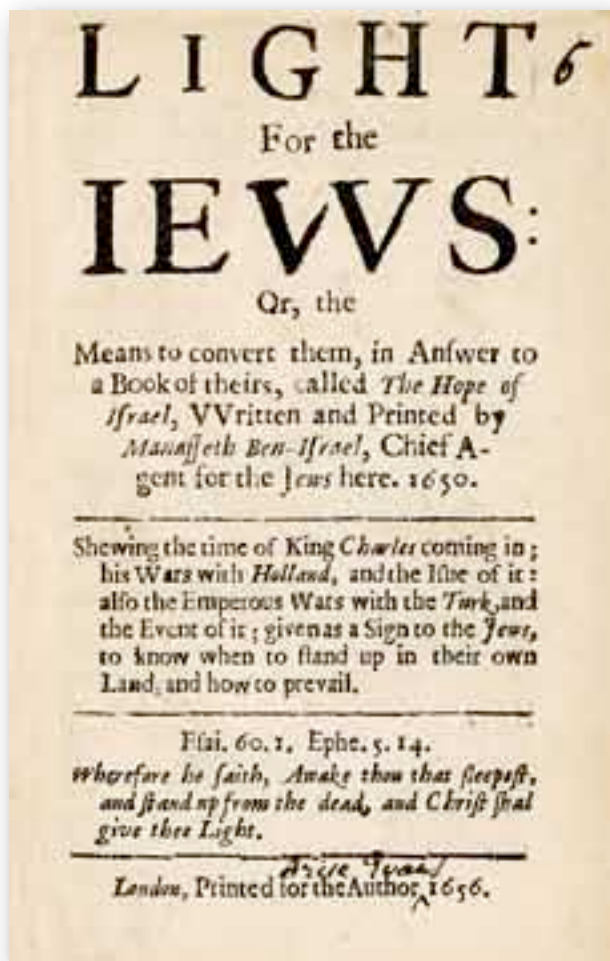 LIGHT 6
For the
IEWS:
Or, the
Means to convert them, in Anſwer to
a Book of theirs, called The Hope of
Iſrael, VVritten and Printed by
Manaſſeth Ben-Iſrael, Chief A-
gent for the Jews here. 1650.
Shewing the time of King Charles coming in;
his Wars with Holland, and the Iſſue of it:
alſo the Emperous Wars with the Turk, and
the Event of it; given as a Sign to the Jews,
to know when to ſtand up in their own
Land, and how to prevail.
Eſai. 60. 1. Ephe. 5. 14.
Wherefore he ſaith, Awake thou that ſleepeſt,
and ſtand up from the dead, and Chriſt ſhal
give thee Light.
Arise Evans
London, Printed for the Author, 1656.